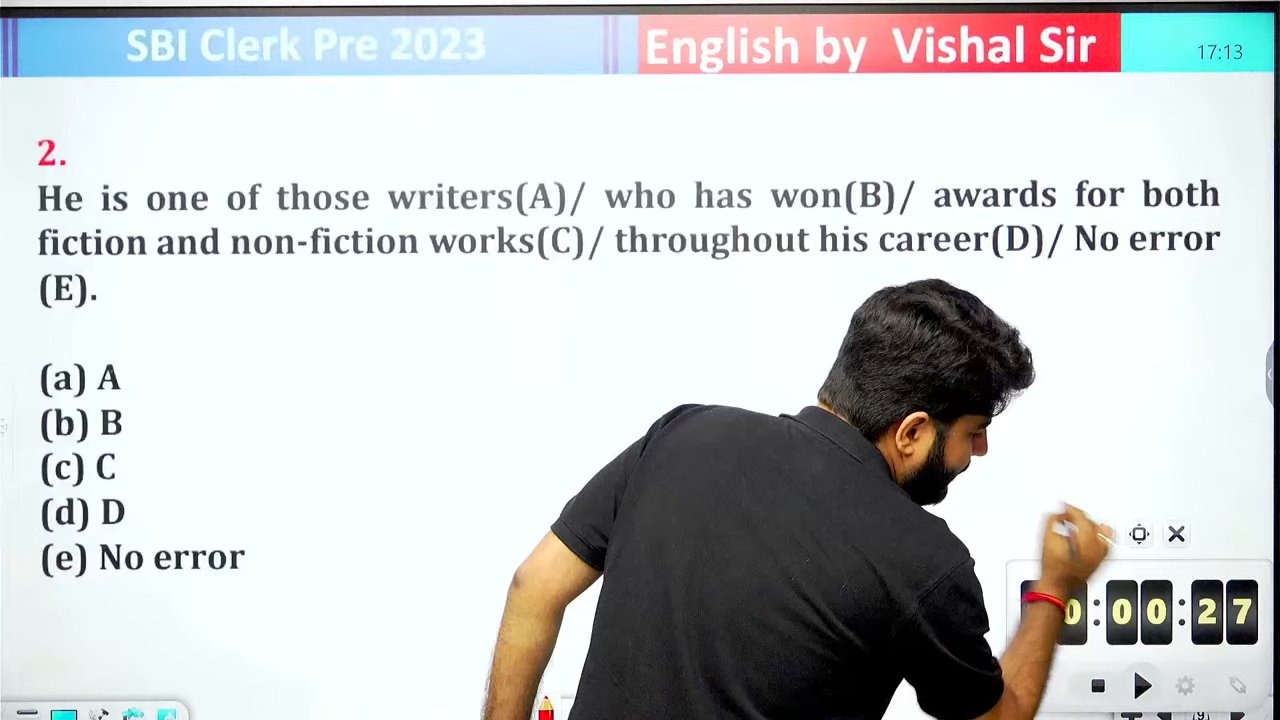 SBI Clerk Pre 2023
English by Vishal Sir
17:13
2.
He is one of those writers(A)/ who has won(B)/ awards for both
fiction and non-fiction works(C)/ throughout his career(D)/ No error
(E).
(a) A
(b) B
(c) C
(d) D
(e) No error
0:00:27